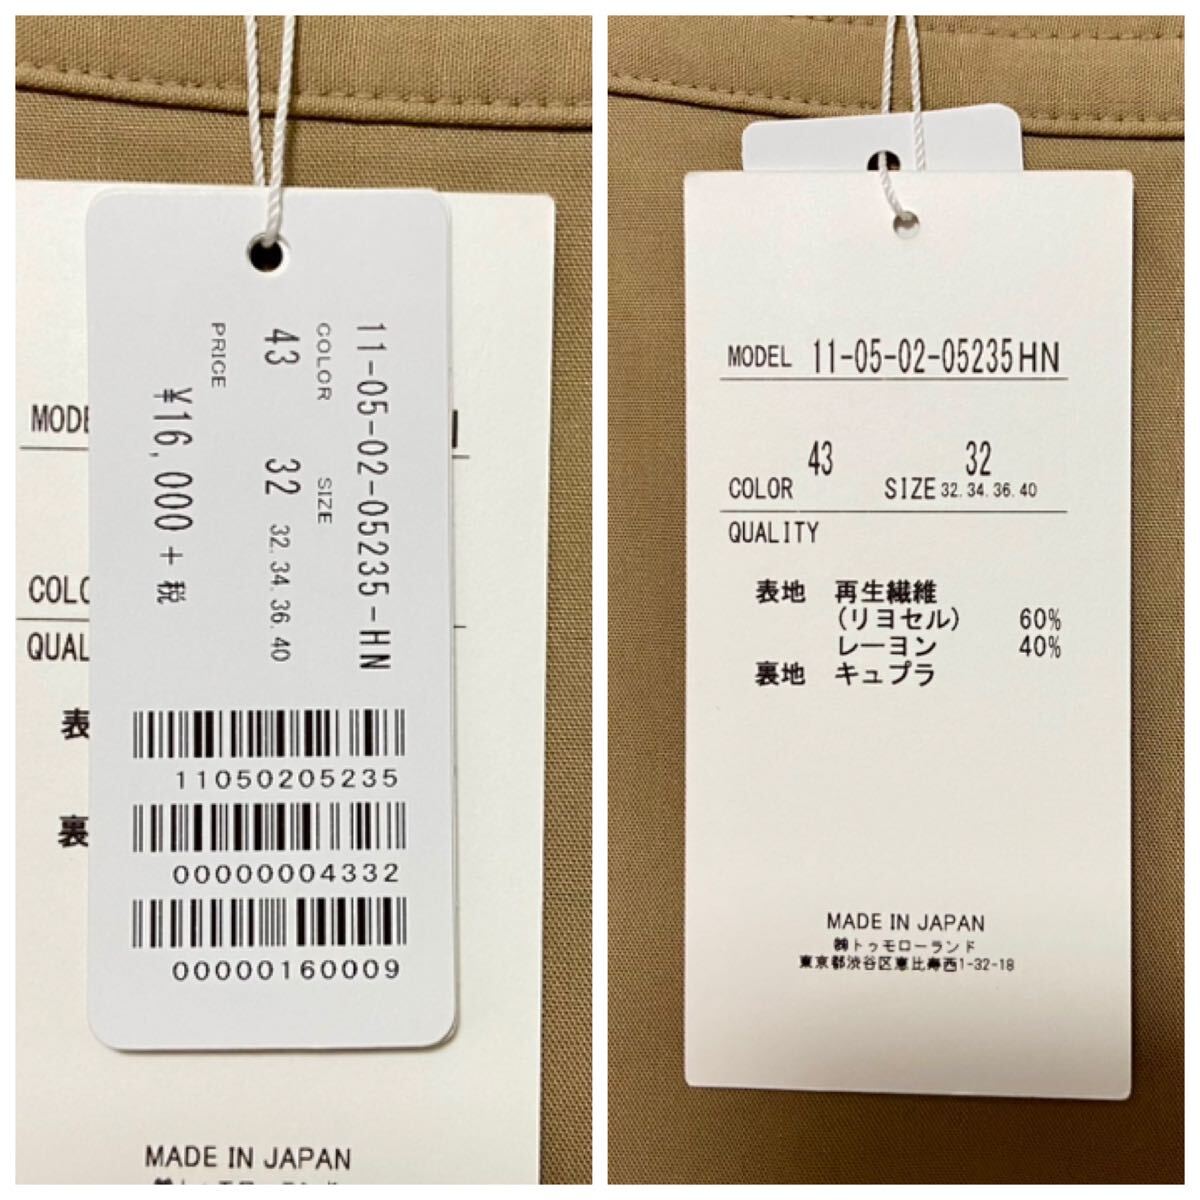 11-05-02-05235-HN
COLOR SIZE
43 32 32.34.36.40
PRICE
¥16,000+税
11050205235
00000004332
00000160009
COLO
QUAL
表
裏
MADE IN JAPAN
MODEL 11-05-02-05235HN
43 32
COLOR SIZE 32.34.36.40
QUALITY
表地 再生繊維
(リヨセル) 60%
レーヨン 40%
裏地 キュプラ
MADE IN JAPAN
㈱トゥモローランド
東京都渋谷区恵比寿西1-32-18